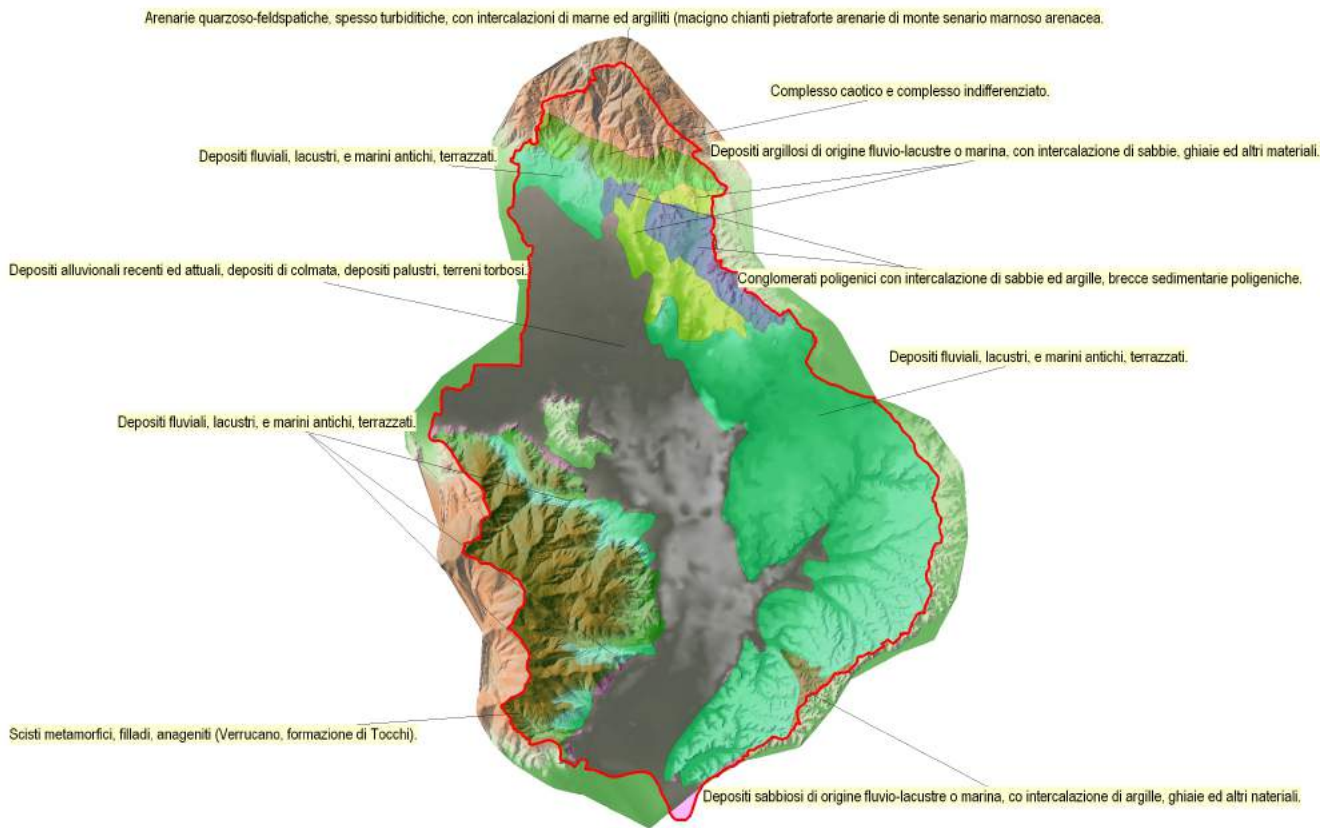 Arenarie quarzoso-feldspatiche, spesso turbiditiche, con intercalazioni di marne ed argilliti (macigno chianti pietraforte arenarie di monte senario marnoso arenacea.
Complesso caotico e complesso indifferenziato.
Depositi fluviali, lacustri, e marini antichi, terrazzati.
Depositi argillosi di origine fluvio-lacustre o marina, con intercalazione di sabbie, ghiaie ed altri materiali.
Depositi alluvionali recenti ed attuali, depositi di colmata, depositi palustri, terreni torbosi.
Conglomerati poligenici con intercalazione di sabbie ed argille, brecce sedimentarie poligeniche.
Depositi fluviali, lacustri, e marini antichi, terrazzati.
Depositi fluviali, lacustri, e marini antichi, terrazzati.
Scisti metamorfici, filladi, anageniti (Verrucano, formazione di Tocchi).
Depositi sabbiosi di origine fluvio-lacustre o marina, co intercalazione di argille, ghiaie ed altri nateriali.